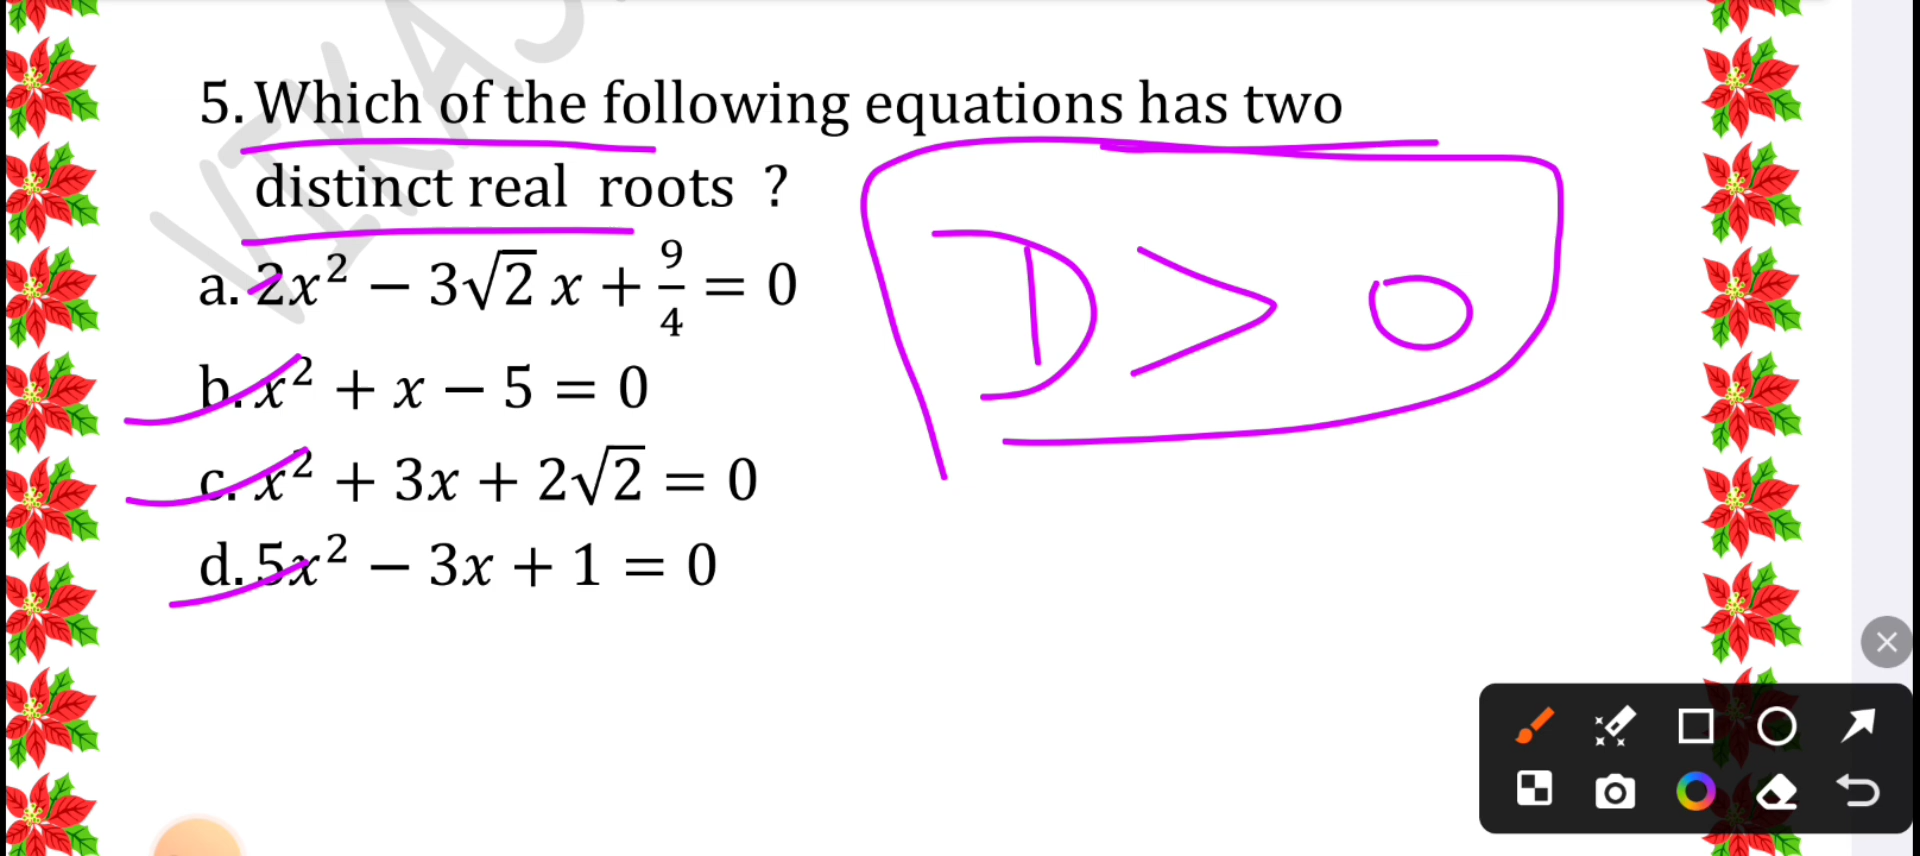 VIKAS
5. Which of the following equations has two
distinct real roots ?
a. 2x² − 3√2 x + 9/4 = 0
D > 0
b. x² + x − 5 = 0
c. x² + 3x + 2√2 = 0
d. 5x² − 3x + 1 = 0